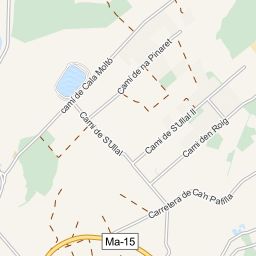 Camí de na Pinaret
camí de Cala Moltó
Camí de S'Ullal II
Camí de S'Ullal
Camí den Roig
Carretera de Ca'n Patilla
Ma-15